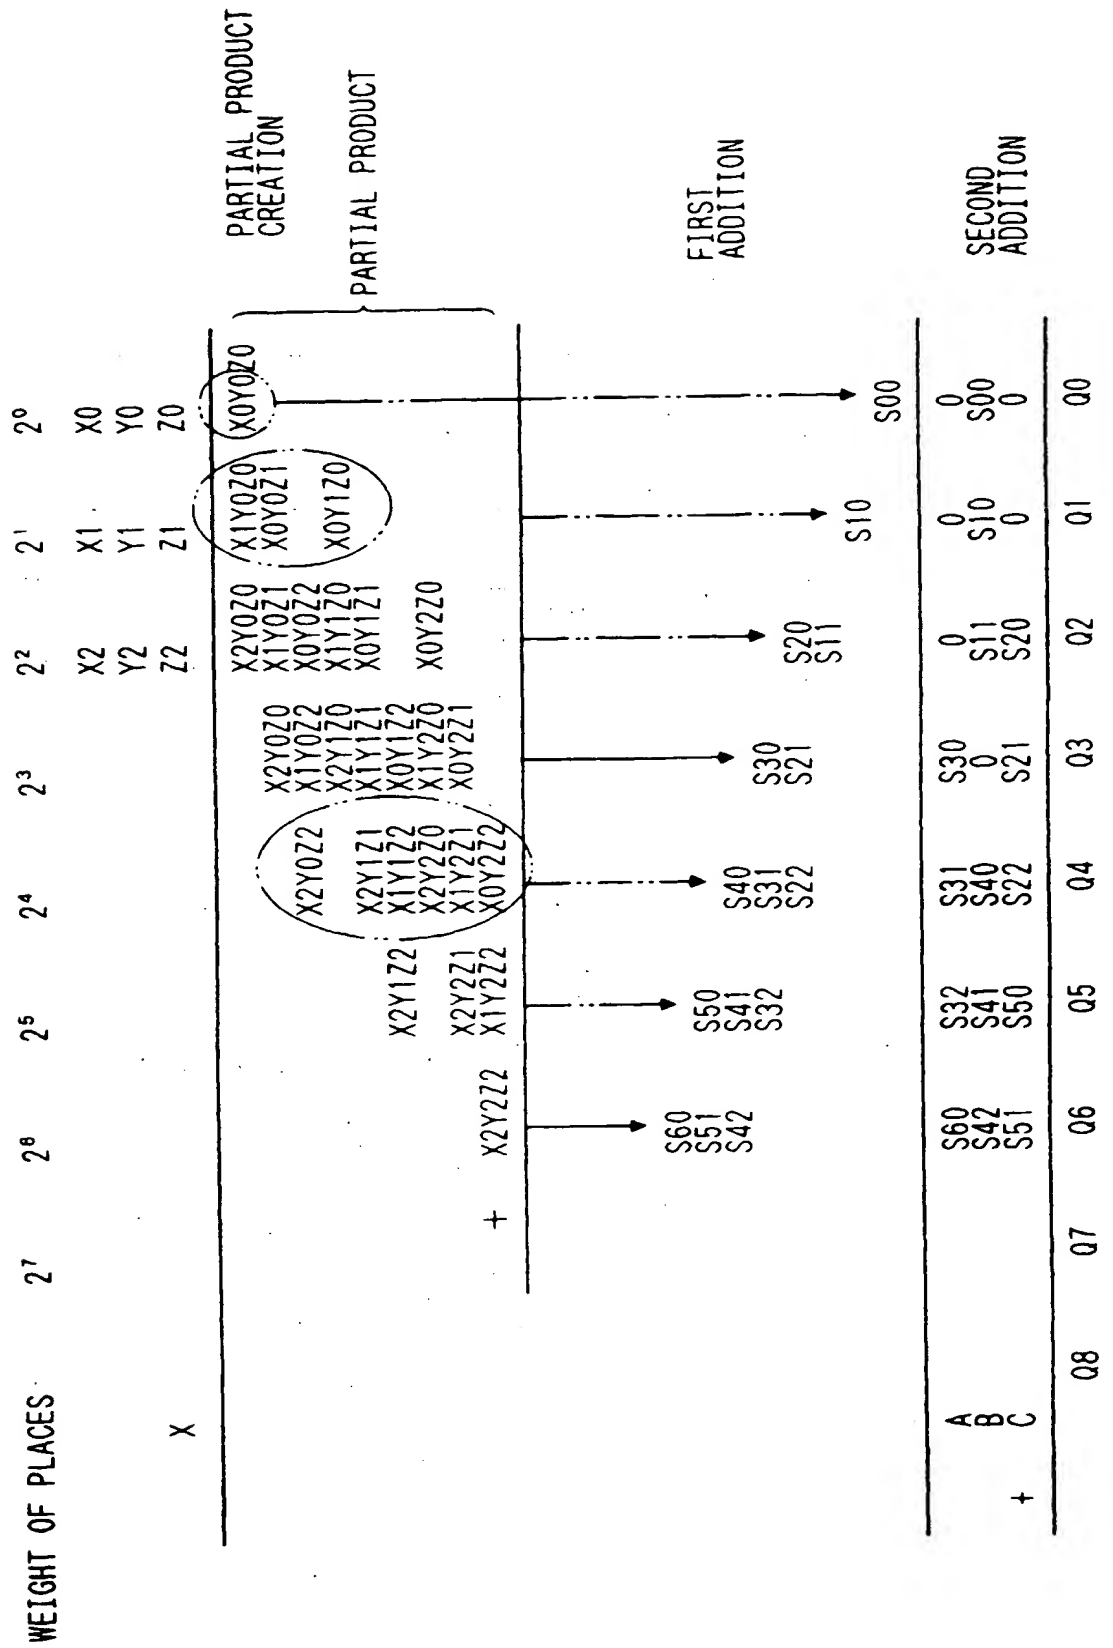 WEIGHT OF PLACES 2⁷ 2⁶ 2⁵ 2⁴ 2³ 2² 2¹ 2⁰
X2 X1 X0
Y2 Y1 Y0
X Z2 Z1 Z0
X2Y0Z0 X1Y0Z0 X0Y0Z0 PARTIAL PRODUCT
X2Y0Z0 X1Y0Z1 X0Y0Z1 CREATION
X2Y0Z2 X1Y0Z2 X0Y0Z2
X2Y1Z0 X1Y1Z0 X0Y1Z0
X2Y1Z1 X1Y1Z1 X0Y1Z1 PARTIAL PRODUCT
X2Y1Z2 X1Y1Z2 X0Y1Z2
X2Y2Z0 X1Y2Z0 X0Y2Z0
X2Y2Z1 X1Y2Z1 X0Y2Z1
+ X2Y2Z2 X1Y2Z2 X0Y2Z2
S60
S51 S50 FIRST
S42 S41 S40 ADDITION
S32 S31 S30
S22 S21 S20
S11
S10
S00
A S60 S32 S31 S30 0 0 0
B S42 S41 S40 0 S11 S10 S00 SECOND
+ C S51 S50 S22 S21 S20 0 0 ADDITION
Q8 Q7 Q6 Q5 Q4 Q3 Q2 Q1 Q0